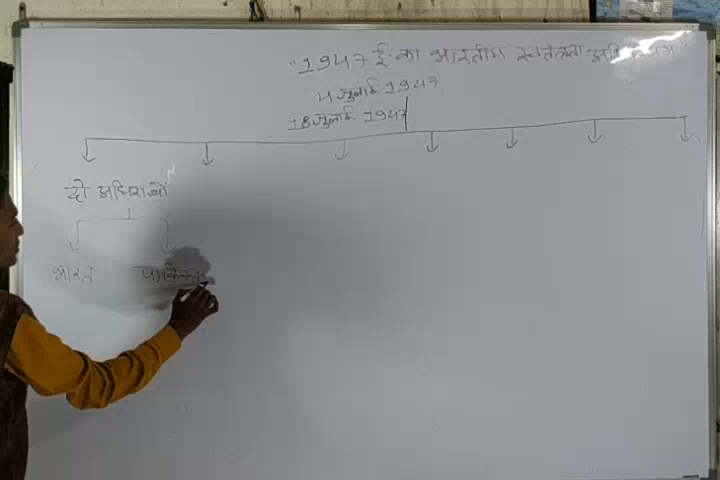 "1947 ई. का भारतीय स्वतंत्रता अधिनियम"
4 जुलाई 1947
18 जुलाई 1947
दो अधिराज्यों
भारत पाकिस्त